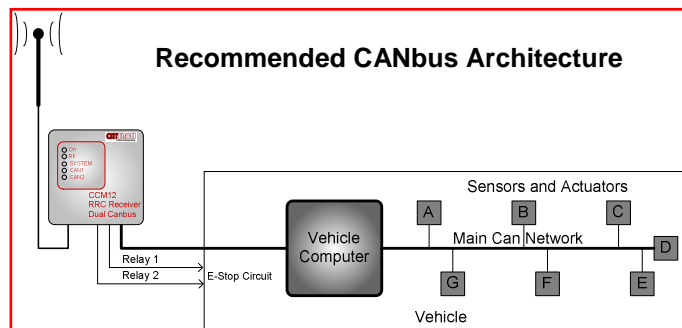 Recommended CANbus Architecture
On
RF
SYSTEM
CAN1
CAN2
CCM12
RRC Receiver
Dual Canbus
Relay 1
Relay 2
E-Stop Circuit
Vehicle
Computer
Sensors and Actuators
A
B
C
Main Can Network
D
G
F
E
Vehicle